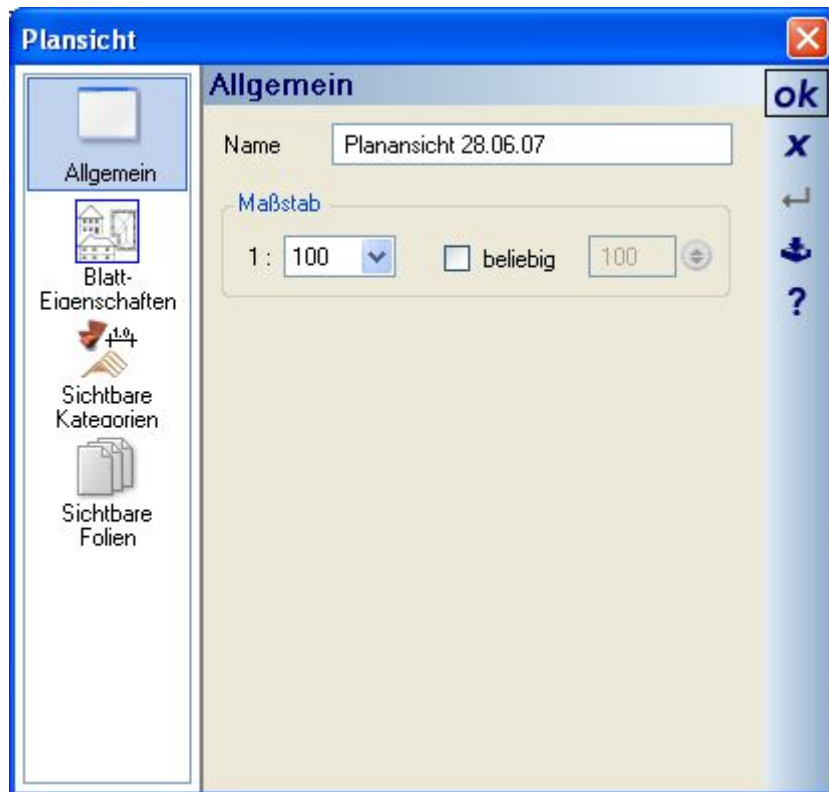 Plansicht
Allgemein
Blatt-
Eigenschaften
1.0
Sichtbare
Kategorien
Sichtbare
Folien
Allgemein
Name Planansicht 28.06.07
Maßstab
1 : 100 beliebig 100
ok
x
?